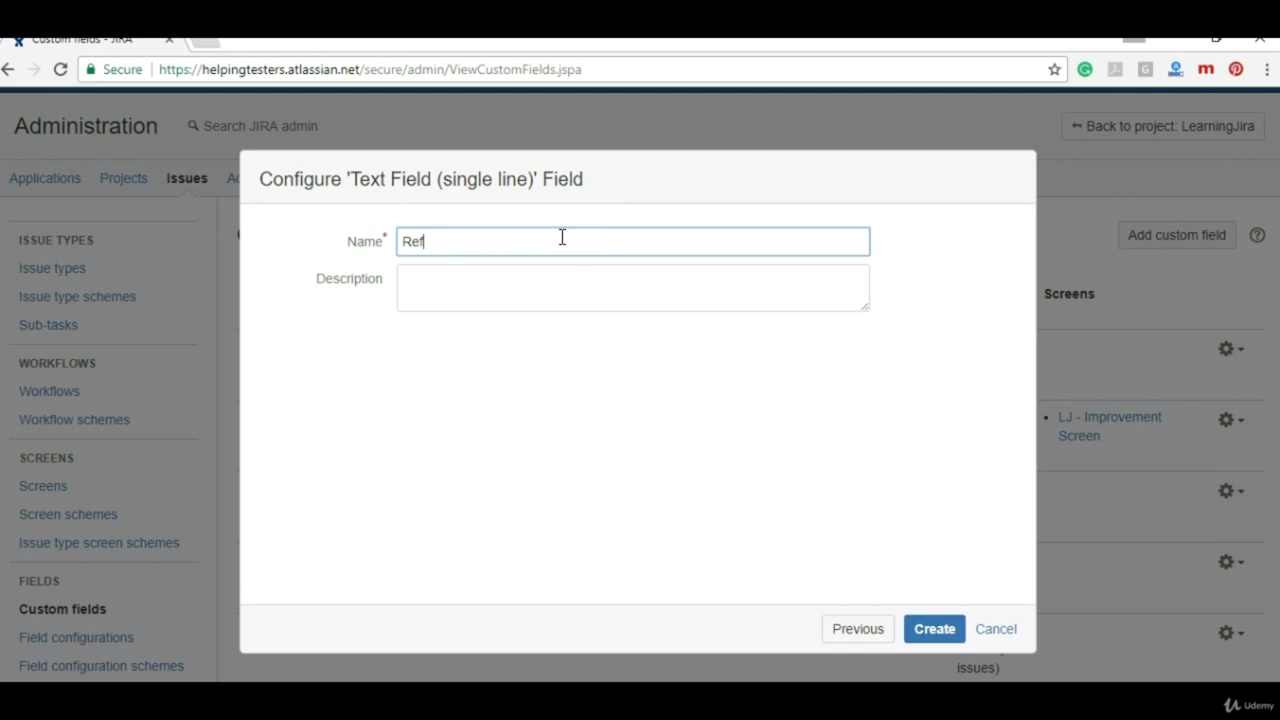 Custom fields - JIRA
Secure
https://helpingtesters.atlassian.net/secure/admin/ViewCustomFields.jspa
Administration
Search JIRA admin
Back to project: LearningJira
Applications
Projects
Issues
Configure 'Text Field (single line)' Field
ISSUE TYPES
Issue types
Issue type schemes
Sub-tasks
WORKFLOWS
Workflows
Workflow schemes
SCREENS
Screens
Screen schemes
Issue type screen schemes
FIELDS
Custom fields
Field configurations
Field configuration schemes
Name*
Ref
Description
Add custom field
Screens
LJ - Improvement
Screen
issues)
Previous
Create
Cancel
Udemy